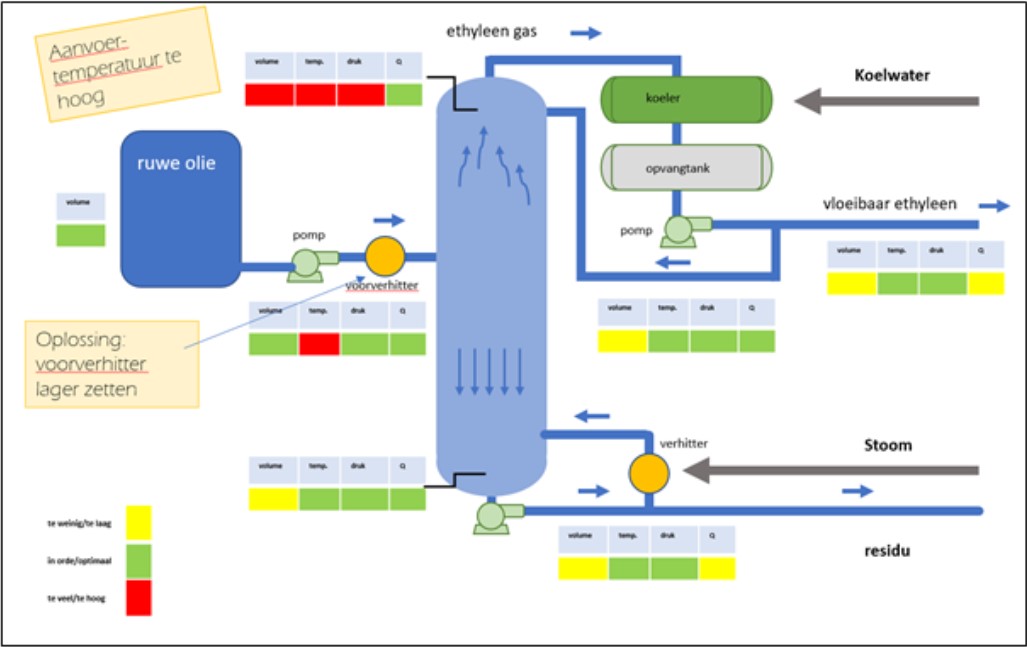 Aanvoer-
temperatuur te
hoog
ethyleen gas
volume temp. druk Q
koeler
Koelwater
ruwe olie
opvangtank
volume
vloeibaar ethyleen
pomp
pomp
volume temp. druk Q
voorverhitter
volume temp. druk Q
volume temp. druk Q
Oplossing:
voorverhitter
lager zetten
verhitter
Stoom
volume temp. druk Q
te weinig/te laag
in orde/optimaal
te veel/te hoog
volume temp. druk Q
residu